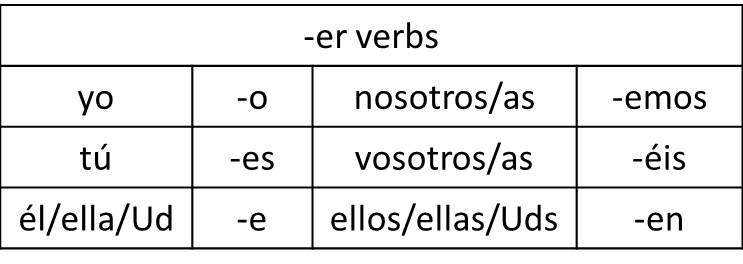 -er verbs
yo -o nosotros/as -emos
tú -es vosotros/as -éis
él/ella/Ud -e ellos/ellas/Uds -en